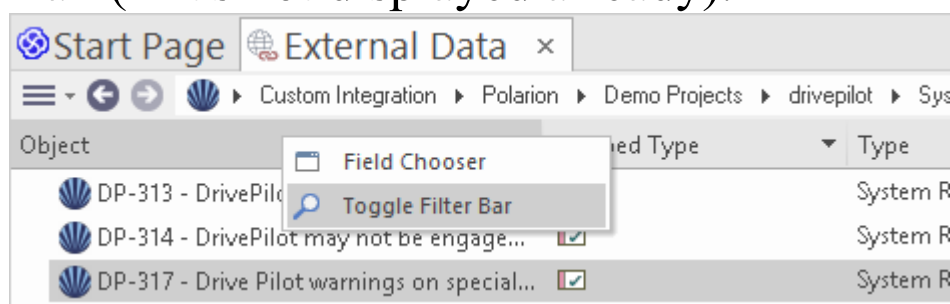 Start Page External Data ×
Custom Integration Polarion Demo Projects drivepilot
Object Type Type
Field Chooser
DP-313 - System
Toggle Filter Bar
DP-314 - DrivePilot may not be engage... System
DP-317 - Drive Pilot warnings on special... System